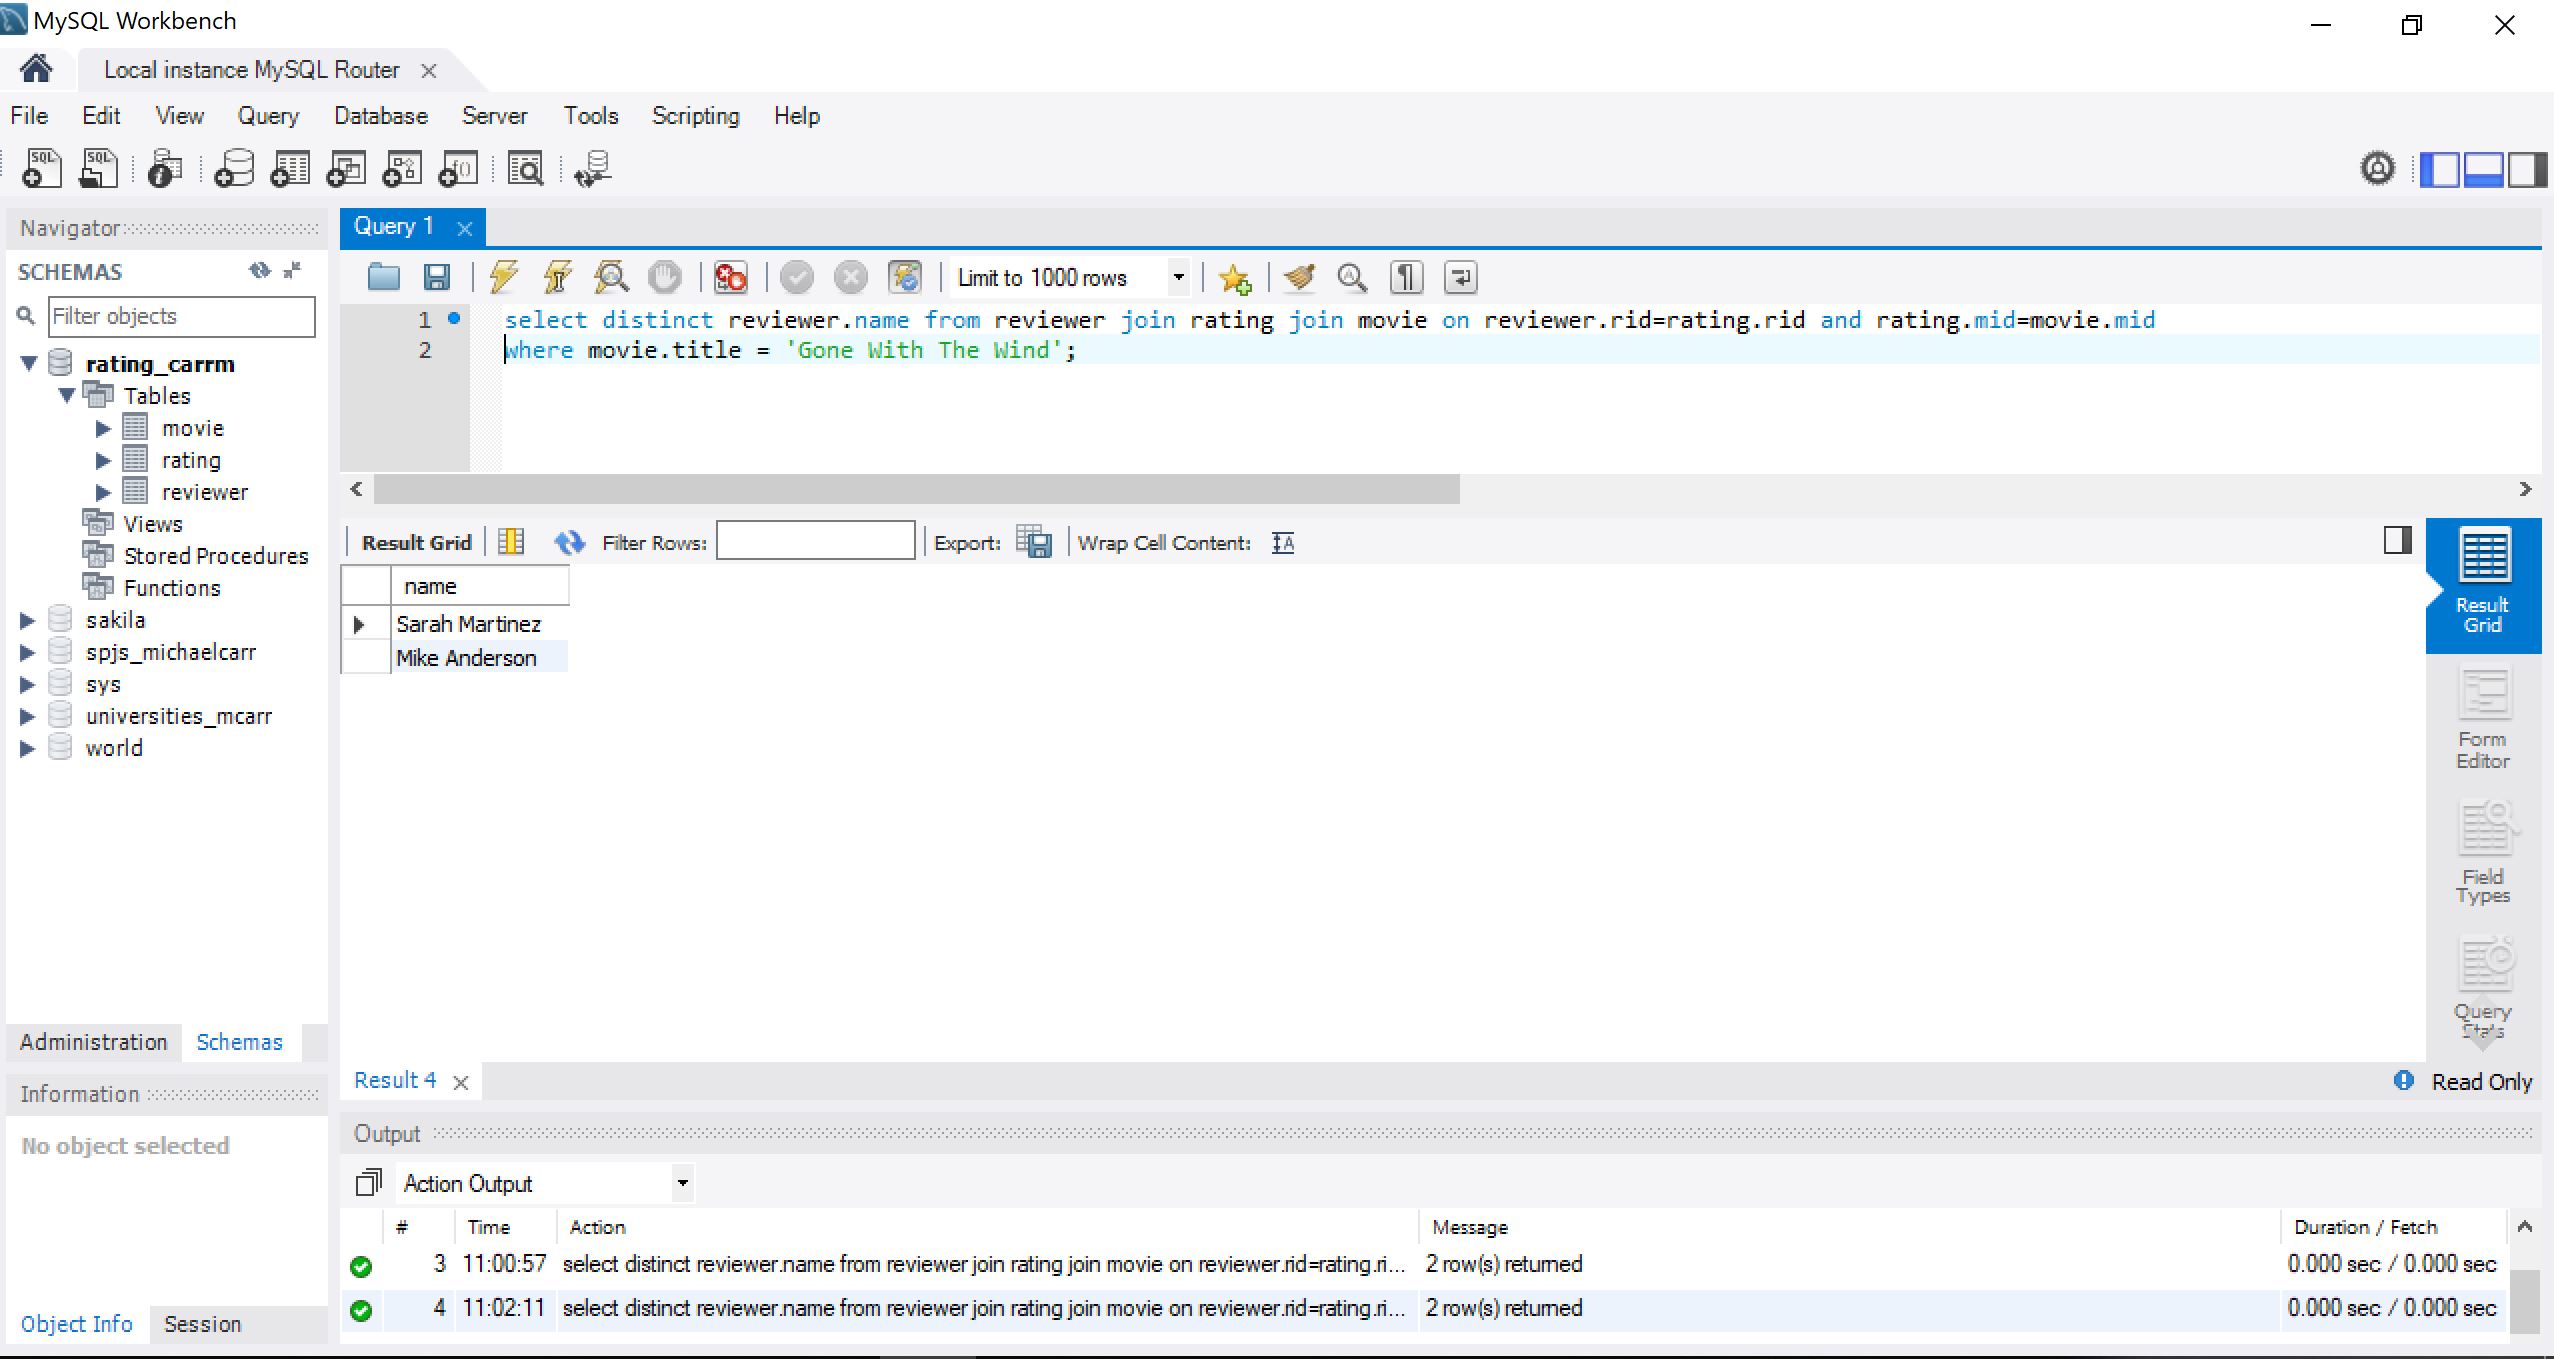 MySQL Workbench
Local instance MySQL Router
File Edit View Query Database Server Tools Scripting Help
Navigator
SCHEMAS
Filter objects
rating_carrm
Tables
movie
rating
reviewer
Views
Stored Procedures
Functions
sakila
spjs_michaelcarr
sys
universities_mcarr
world
Administration Schemas
Information
No object selected
Object Info Session
Query 1
Limit to 1000 rows
1 select distinct reviewer.name from reviewer join rating join movie on reviewer.rid=rating.rid and rating.mid=movie.mid
2 where movie.title = 'Gone With The Wind';
Result Grid Filter Rows: Export: Wrap Cell Content:
name
Sarah Martinez
Mike Anderson
Result
Grid
Form
Editor
Field
Types
Query
Stats
Result 4
Read Only
Output
Action Output
# Time Action Message Duration / Fetch
3 11:00:57 select distinct reviewer.name from reviewer join rating join movie on reviewer.rid=rating.ri... 2 row(s) returned 0.000 sec / 0.000 sec
4 11:02:11 select distinct reviewer.name from reviewer join rating join movie on reviewer.rid=rating.ri... 2 row(s) returned 0.000 sec / 0.000 sec